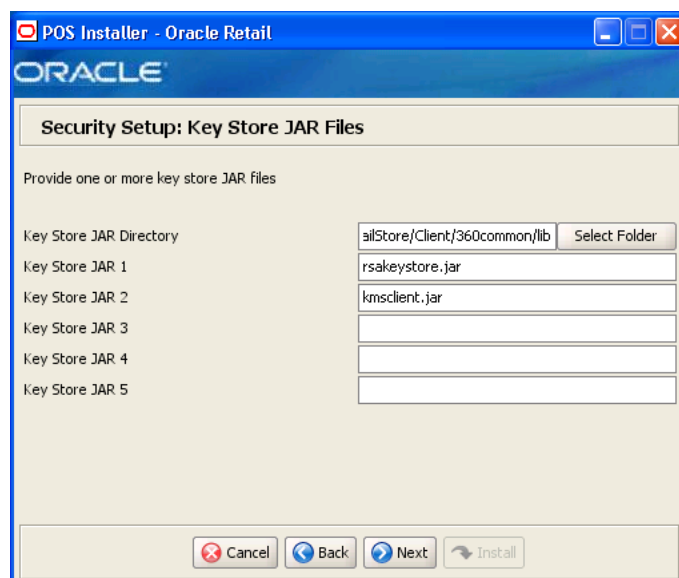 POS Installer - Oracle Retail
ORACLE
Security Setup: Key Store JAR Files
Provide one or more key store JAR files
Key Store JAR Directory ailStore/Client/360common/lib Select Folder
Key Store JAR 1 rsakeystore.jar
Key Store JAR 2 kmsclient.jar
Key Store JAR 3
Key Store JAR 4
Key Store JAR 5
Cancel Back Next Install